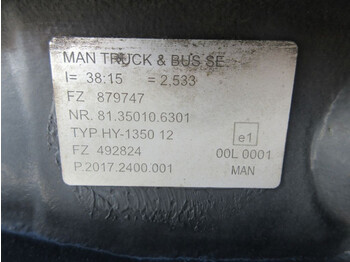 MAN TRUCK & BUS SE
I= 38:15 = 2,533
FZ 879747
NR. 81.35010.6301
TYP HY-1350 12
e1
FZ 492824 00L 0001
P.2017.2400.001 MAN